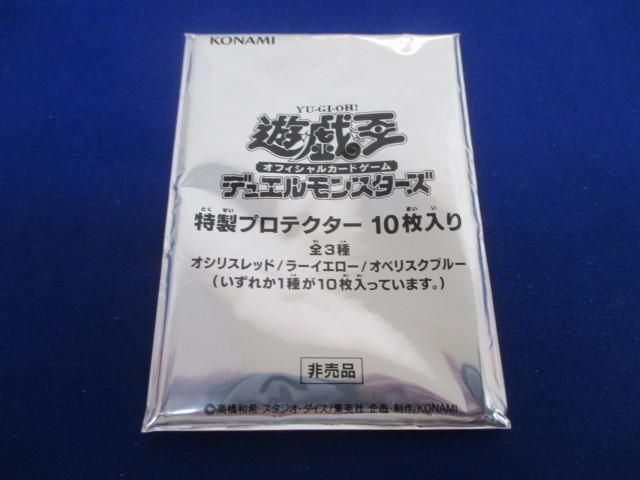 KONAMI
YU-GI-OH!
遊戯王
オフィシャルカードゲーム
デュエルモンスターズ
特製プロテクター 10枚入り
全3種
オシリスレッド/ラーイエロー/オベリスクブルー
(いずれか1種が10枚入っています。)
非売品
©高橋和希 スタジオ・ダイス/集英社 企画・制作/KONAMI